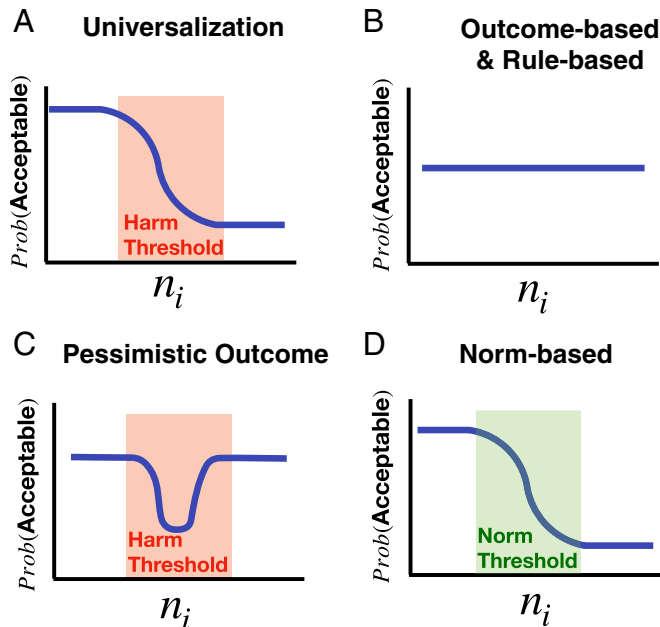 A
Universalization
Prob(Acceptable)
Harm
Threshold
n_i
B
Outcome-based
& Rule-based
Prob(Acceptable)
n_i
C
Pessimistic Outcome
Prob(Acceptable)
Harm
Threshold
n_i
D
Norm-based
Prob(Acceptable)
Norm
Threshold
n_i